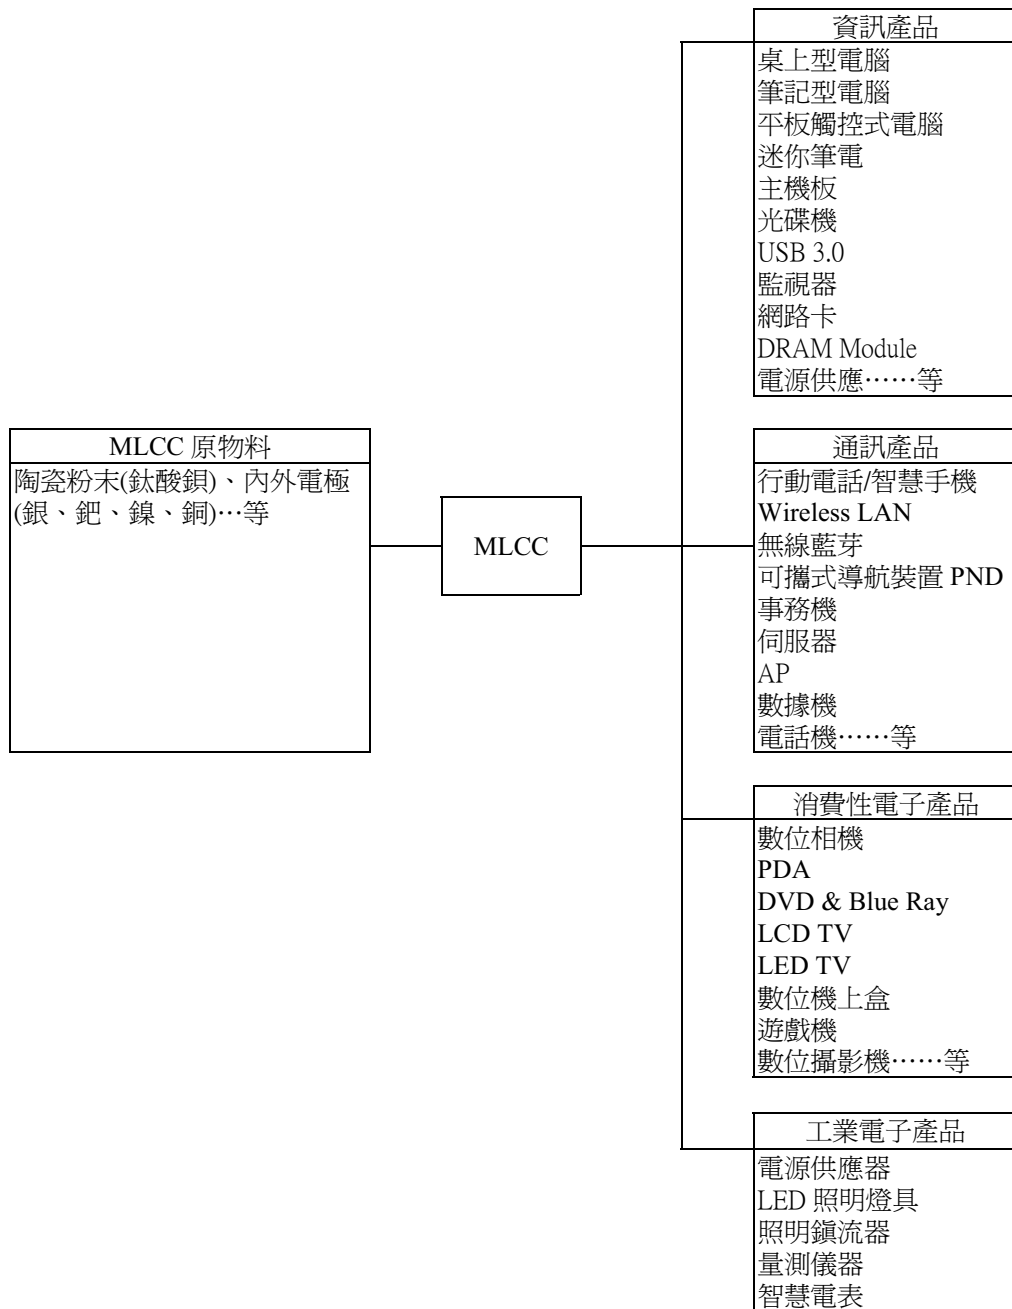 MLCC 原物料
陶瓷粉末(鈦酸鋇)、內外電極
(銀、鈀、鎳、銅)…等
MLCC
資訊產品
桌上型電腦
筆記型電腦
平板觸控式電腦
迷你筆電
主機板
光碟機
USB 3.0
監視器
網路卡
DRAM Module
電源供應……等
通訊產品
行動電話/智慧手機
Wireless LAN
無線藍芽
可攜式導航裝置 PND
事務機
伺服器
AP
數據機
電話機……等
消費性電子產品
數位相機
PDA
DVD & Blue Ray
LCD TV
LED TV
數位機上盒
遊戲機
數位攝影機……等
工業電子產品
電源供應器
LED 照明燈具
照明鎮流器
量測儀器
智慧電表